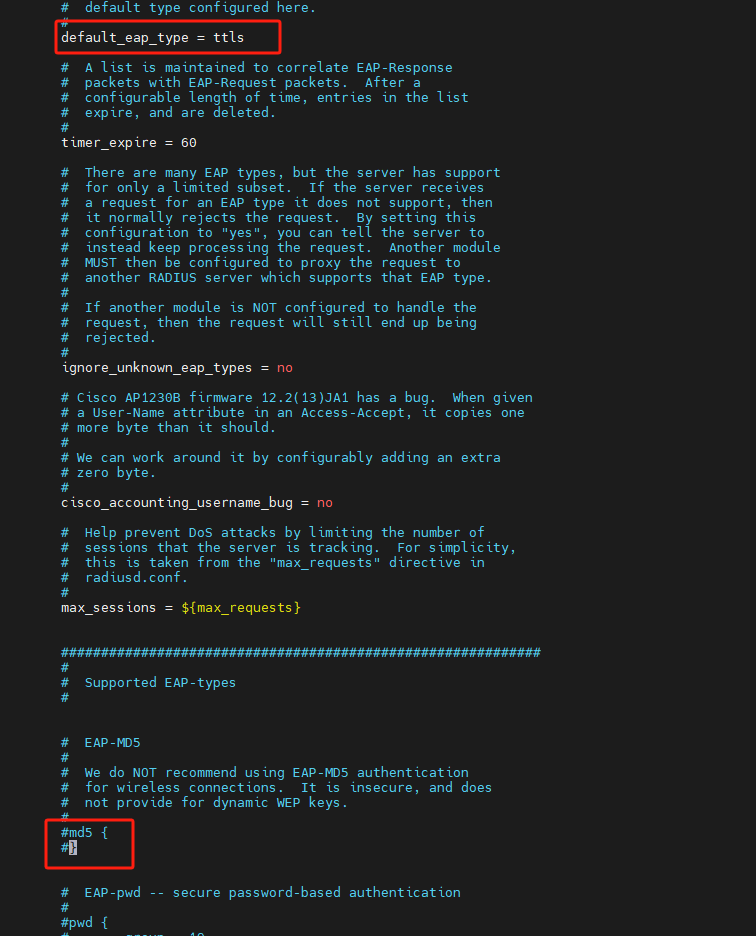 #  default type configured here.
#
default_eap_type = ttls
#  A list is maintained to correlate EAP-Response
#  packets with EAP-Request packets.  After a
#  configurable length of time, entries in the list
#  expire, and are deleted.
#
timer_expire = 60
#  There are many EAP types, but the server has support
#  for only a limited subset.  If the server receives
#  a request for an EAP type it does not support, then
#  it normally rejects the request.  By setting this
#  configuration to "yes", you can tell the server to
#  instead keep processing the request.  Another module
#  MUST then be configured to proxy the request to
#  another RADIUS server which supports that EAP type.
#
#  If another module is NOT configured to handle the
#  request, then the request will still end up being
#  rejected.
#
ignore_unknown_eap_types = no
# Cisco AP1230B firmware 12.2(13)JA1 has a bug.  When given
# a User-Name attribute in an Access-Accept, it copies one
# more byte than it should.
#
# We can work around it by configurably adding an extra
# zero byte.
#
cisco_accounting_username_bug = no
#  Help prevent DoS attacks by limiting the number of
#  sessions that the server is tracking.  For simplicity,
#  this is taken from the "max_requests" directive in
#  radiusd.conf.
#
max_sessions = ${max_requests}
############################################################
#
#  Supported EAP-types
#
#  EAP-MD5
#
#  We do NOT recommend using EAP-MD5 authentication
#  for wireless connections.  It is insecure, and does
#  not provide for dynamic WEP keys.
#
#md5 {
#}
#  EAP-pwd -- secure password-based authentication
#
#pwd {